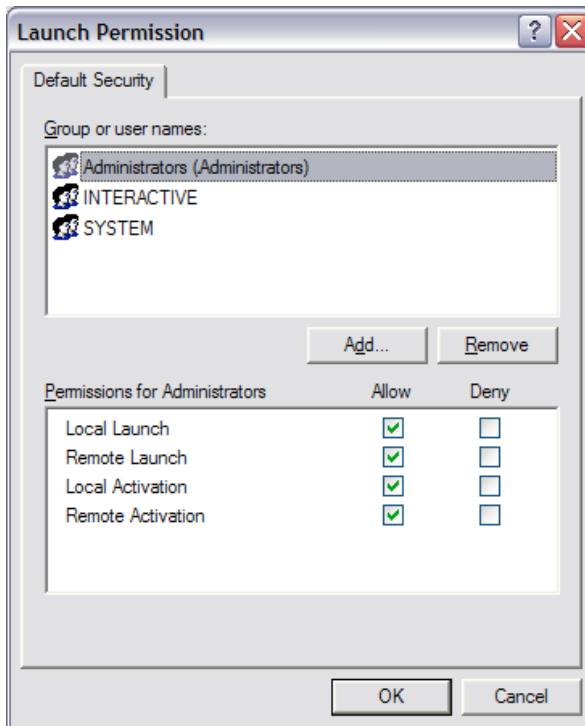 Launch Permission
Default Security
Group or user names:
Administrators (Administrators)
INTERACTIVE
SYSTEM
Add... Remove
Permissions for Administrators Allow Deny
Local Launch
Remote Launch
Local Activation
Remote Activation
OK Cancel